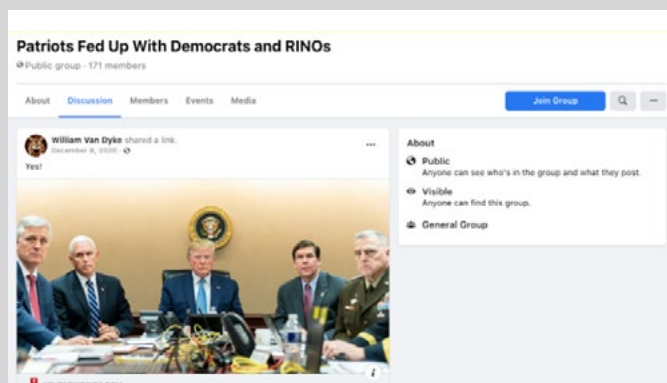 Patriots Fed Up With Democrats and RINOs
Public group · 171 members
About Discussion Members Events Media
Join Group
William Van Dyke shared a link.
December 8, 2020 ·
Yes!
About
Public
Anyone can see who's in the group and what they post.
Visible
Anyone can find this group.
General Group